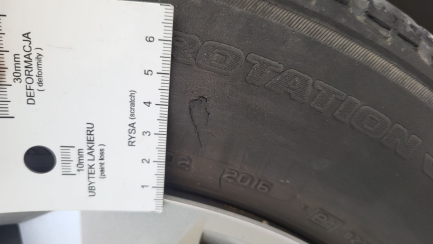 30mm
DEFORMACJA
( deformity )
10mm
UBYTEK LAKIERU
(paint loss )
RYSA (scratch)
6
5
4
3
2
1
ROTATION
2016